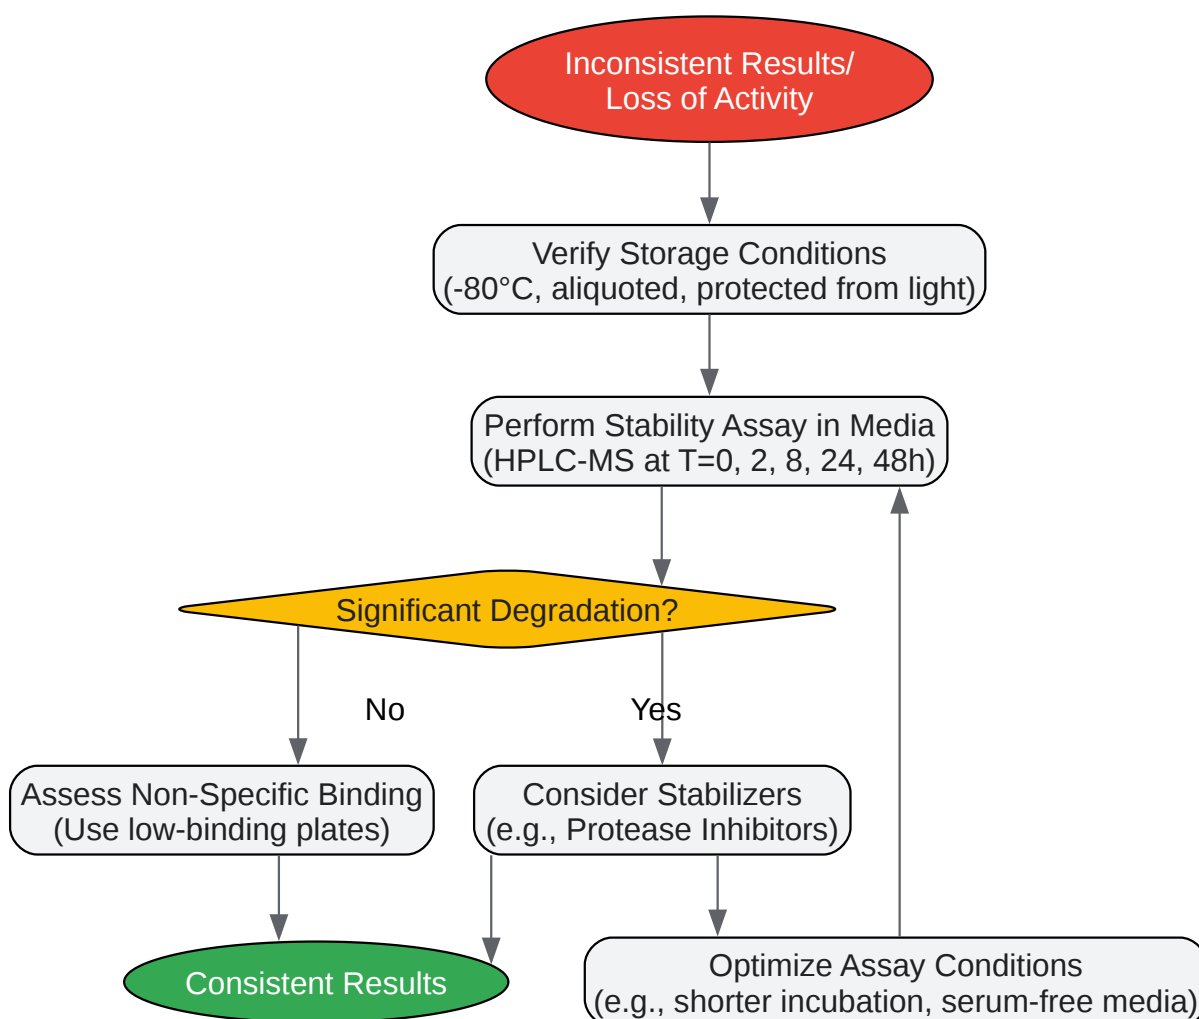 Inconsistent Results/
Loss of Activity
Verify Storage Conditions
(-80°C, aliquoted, protected from light)
Perform Stability Assay in Media
(HPLC-MS at T=0, 2, 8, 24, 48h)
Significant Degradation?
No
Yes
Assess Non-Specific Binding
(Use low-binding plates)
Consider Stabilizers
(e.g., Protease Inhibitors)
Consistent Results
Optimize Assay Conditions
(e.g., shorter incubation, serum-free media)